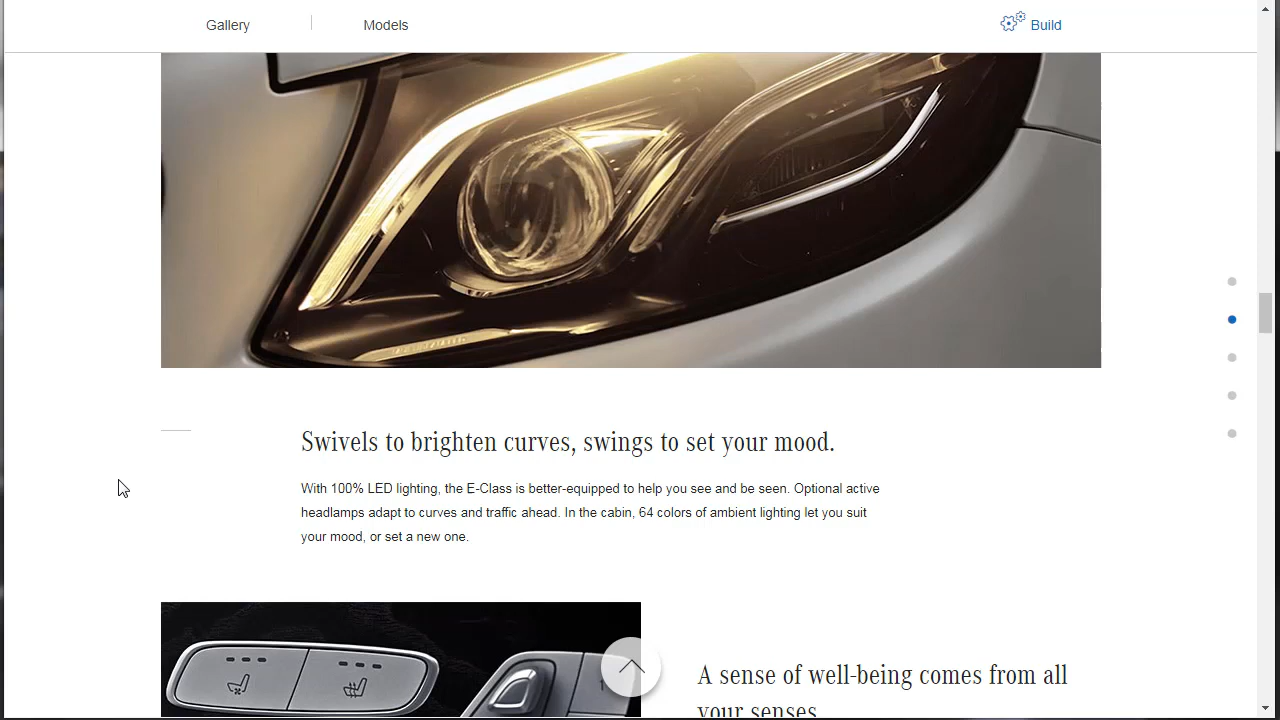 Gallery
Models
Build
Swivels to brighten curves, swings to set your mood.
With 100% LED lighting, the E-Class is better-equipped to help you see and be seen. Optional active
headlamps adapt to curves and traffic ahead. In the cabin, 64 colors of ambient lighting let you suit
your mood, or set a new one.
A sense of well-being comes from all
your senses